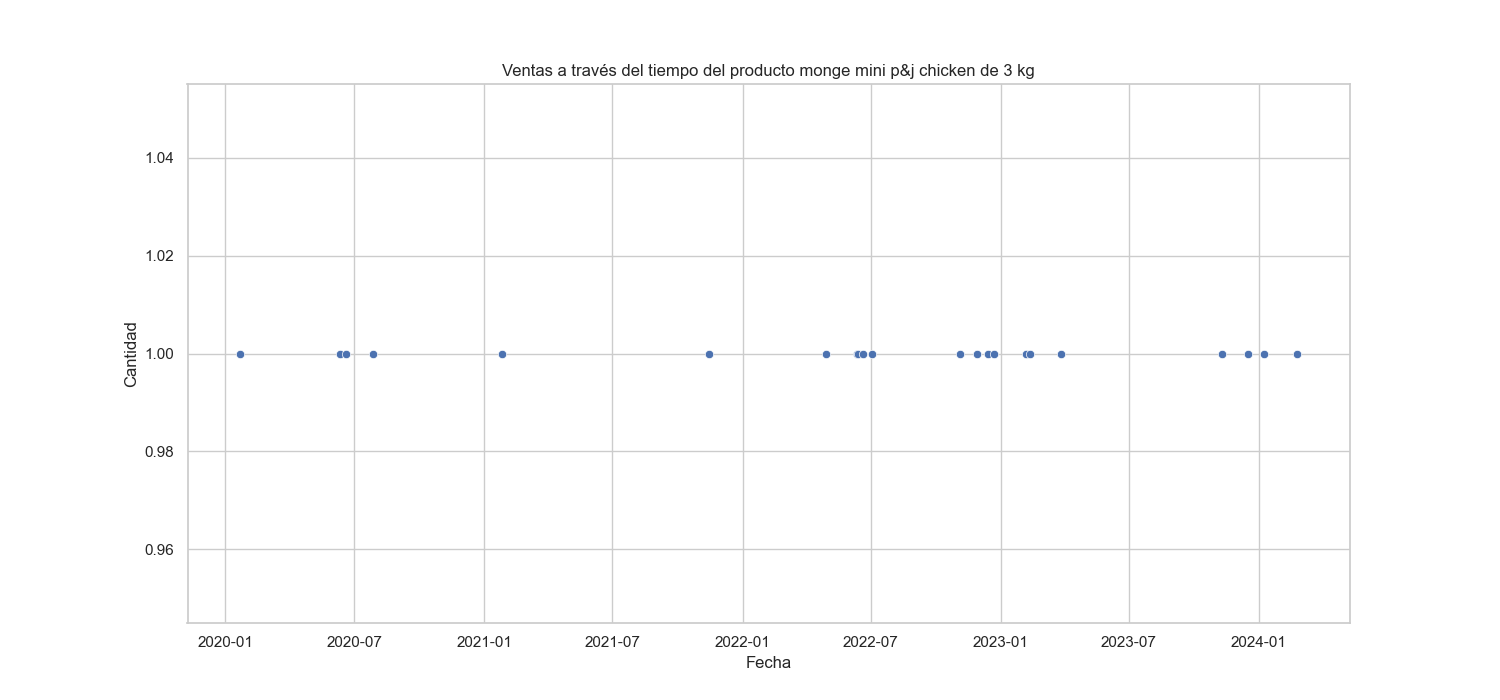 Ventas a través del tiempo del producto monge mini p&j chicken de 3 kg
1.04
1.02
1.00
0.98
0.96
Cantidad
2020-01 2020-07 2021-01 2021-07 2022-01 2022-07 2023-01 2023-07 2024-01
Fecha